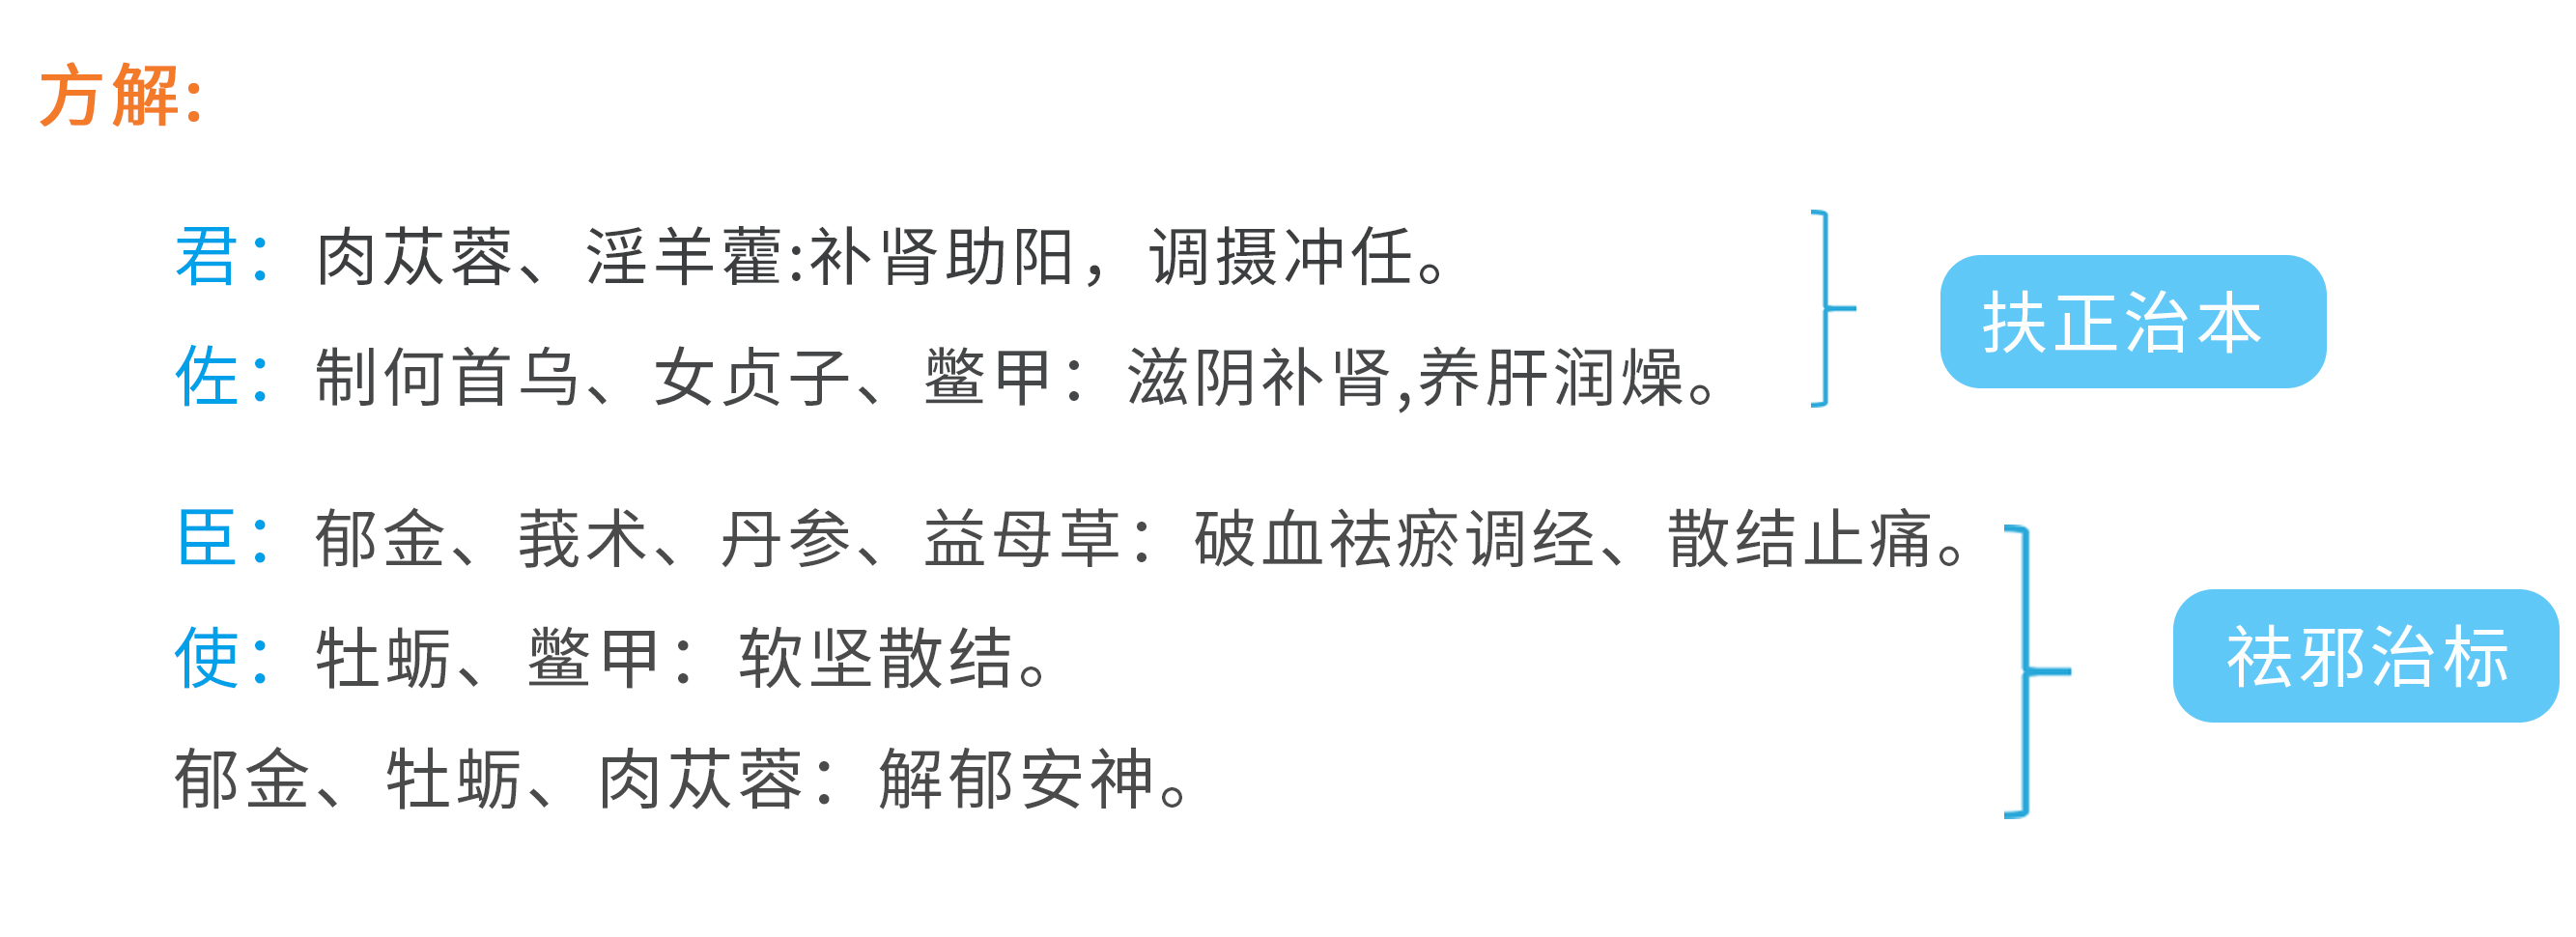 方解:
君：肉苁蓉、淫羊藿:补肾助阳，调摄冲任。
佐：制何首乌、女贞子、鳖甲：滋阴补肾,养肝润燥。
扶正治本
臣：郁金、莪术、丹参、益母草：破血祛瘀调经、散结止痛。
使：牡蛎、鳖甲：软坚散结。
郁金、牡蛎、肉苁蓉：解郁安神。
祛邪治标